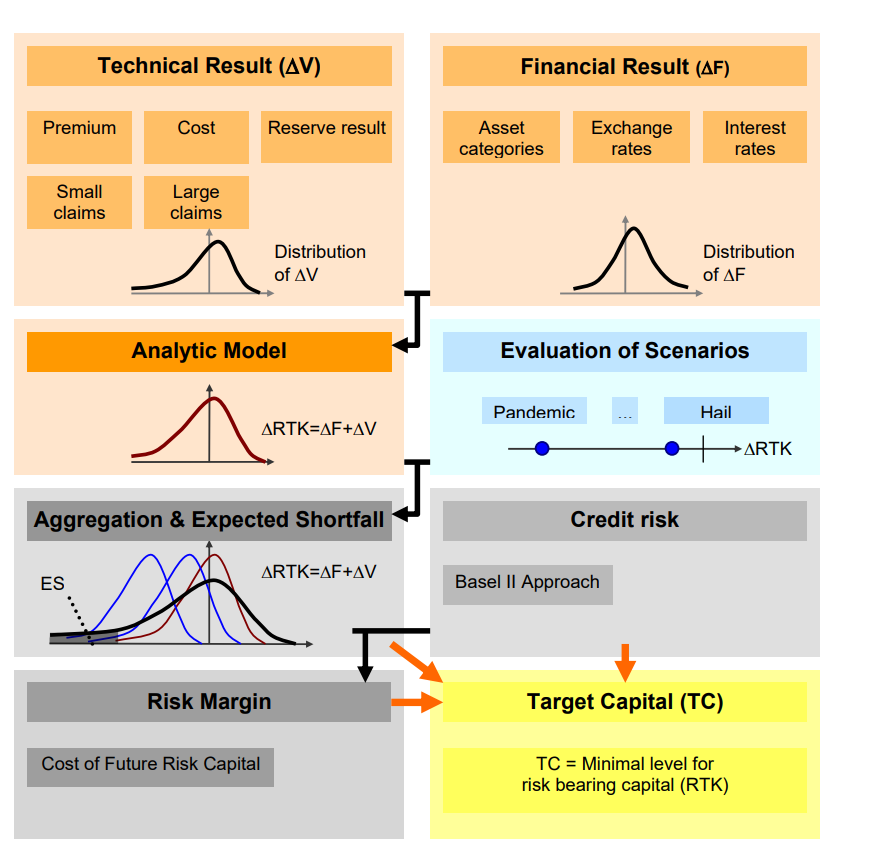 Technical Result (ΔV)
Premium
Cost
Reserve result
Small
claims
Large
claims
Distribution
of ΔV
Financial Result (ΔF)
Asset
categories
Exchange
rates
Interest
rates
Distribution
of ΔF
Analytic Model
ΔRTK=ΔF+ΔV
Evaluation of Scenarios
Pandemic
...
Hail
ΔRTK
Aggregation & Expected Shortfall
ES
ΔRTK=ΔF+ΔV
Credit risk
Basel II Approach
Risk Margin
Cost of Future Risk Capital
Target Capital (TC)
TC = Minimal level for
risk bearing capital (RTK)